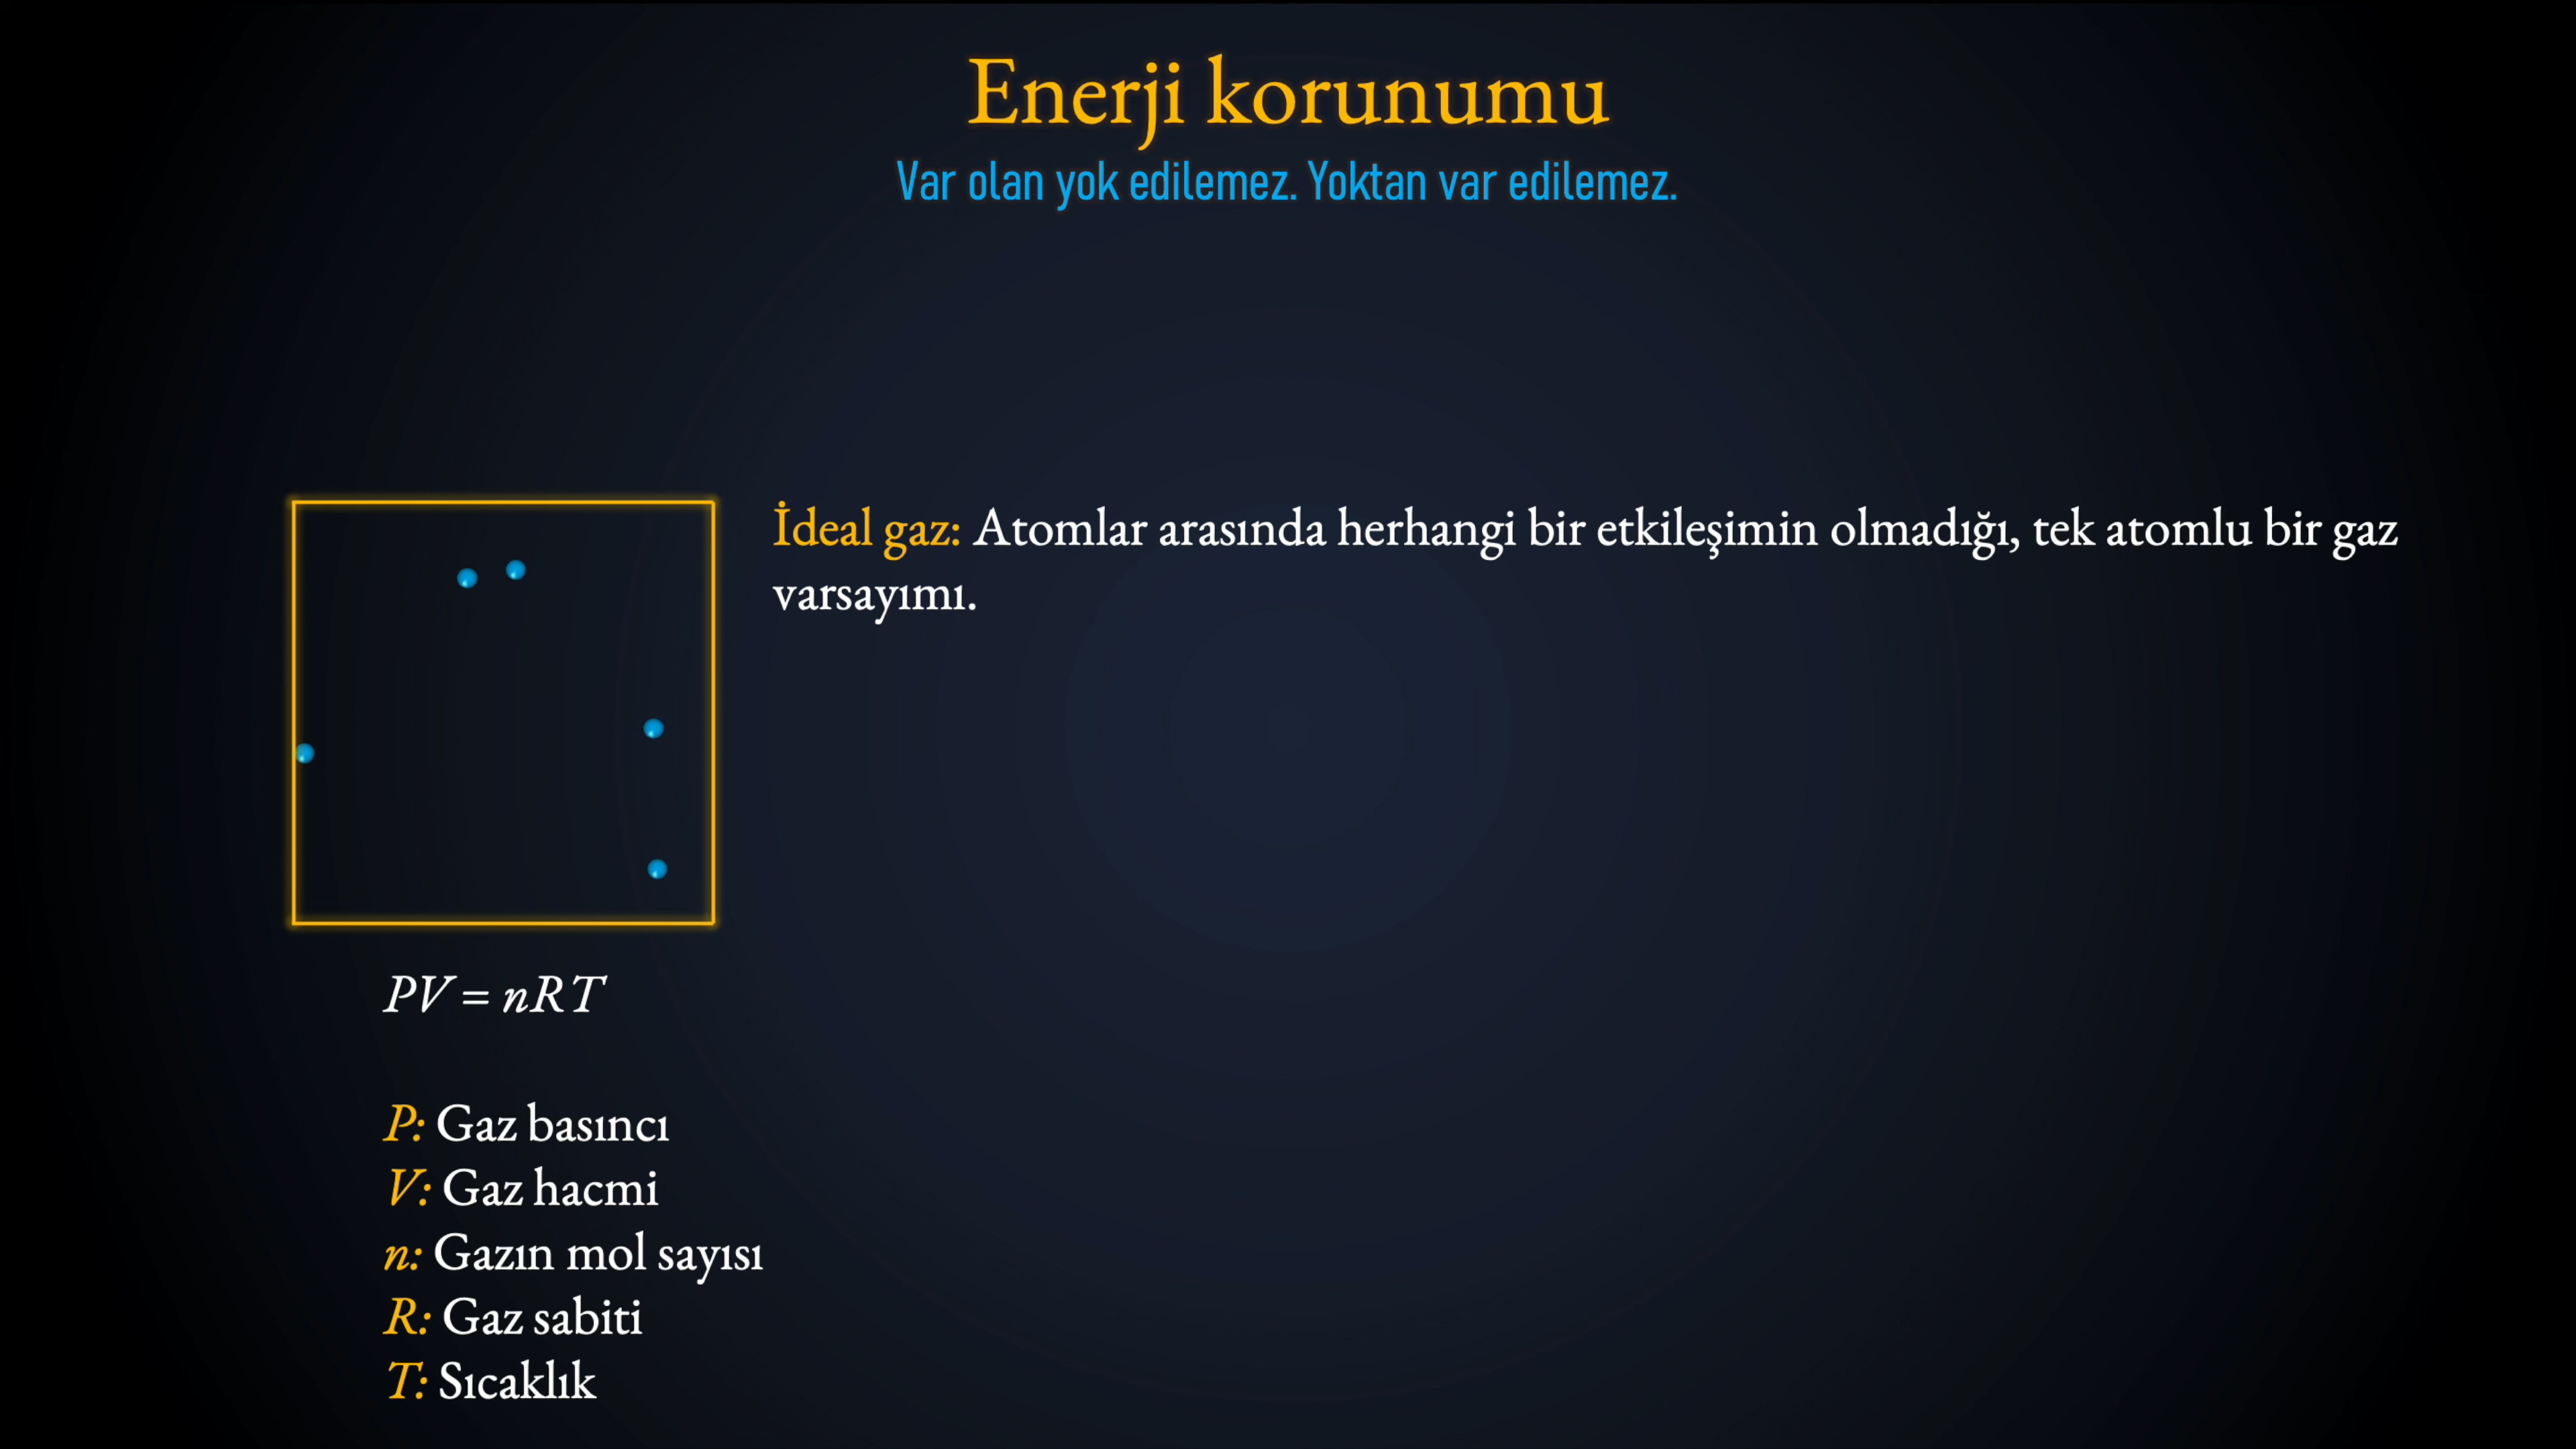 Enerji korunumu
Var olan yok edilemez. Yoktan var edilemez.
İdeal gaz: Atomlar arasında herhangi bir etkileşimin olmadığı, tek atomlu bir gaz
varsayımı.
PV = nRT
P: Gaz basıncı
V: Gaz hacmi
n: Gazın mol sayısı
R: Gaz sabiti
T: Sıcaklık